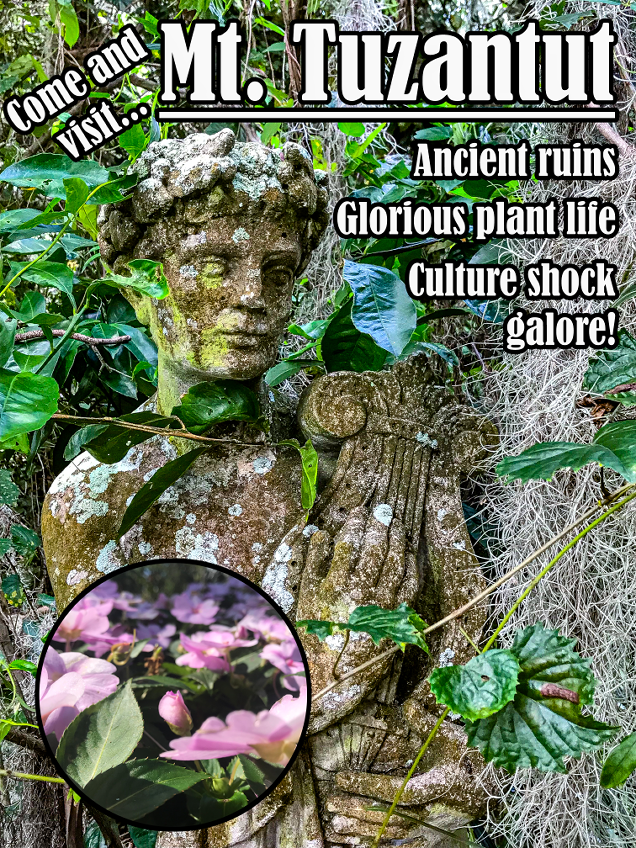 Come and
visit...
Mt. Tuzantut
Ancient ruins
Glorious plant life
Culture shock
galore!